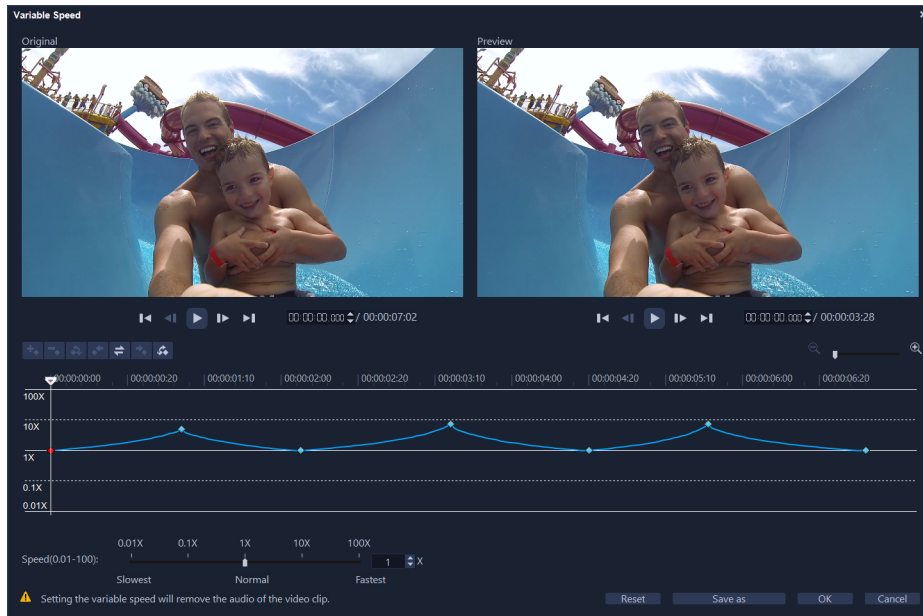 Variable Speed
Original
Preview
00:00:00.000 / 00:00:07:02
00:00:00.000 / 00:00:03:28
00:00:00:00 00:00:00:20 00:00:01:10 00:00:02:00 00:00:02:20 00:00:03:10 00:00:04:00 00:00:04:20 00:00:05:10 00:00:06:00 00:00:06:20
100X
10X
1X
0.1X
0.01X
0.01X 0.1X 1X 10X 100X
Speed(0.01-100): 1 X
Slowest Normal Fastest
Setting the variable speed will remove the audio of the video clip.
Reset Save as OK Cancel